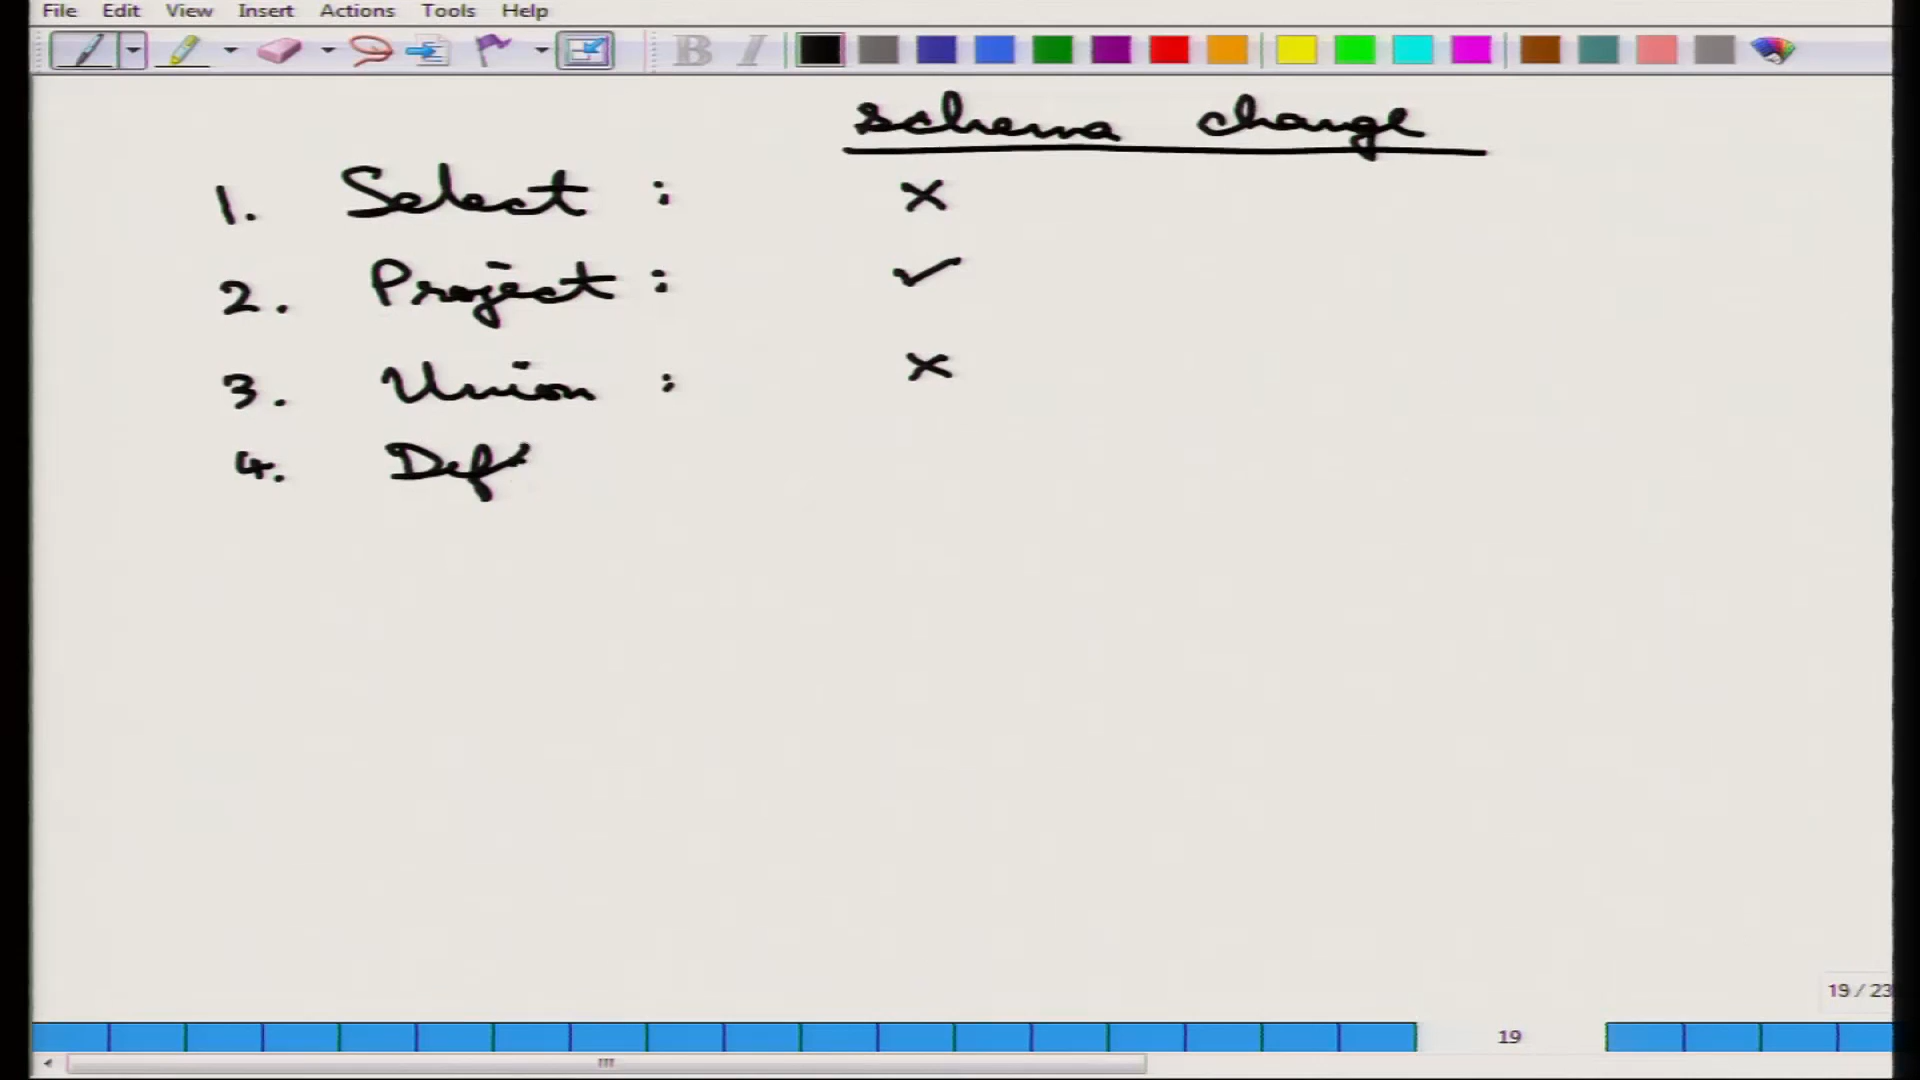 File Edit View Insert Actions Tools Help
B I
schema change
1. Select : ×
2. Project : ✓
3. Union : ×
4. Def
19 / 23
19